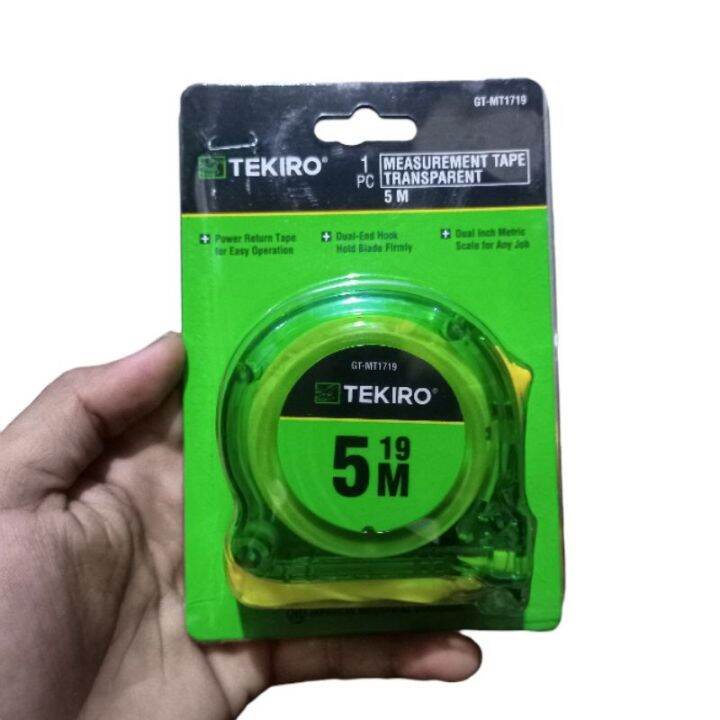 GT-MT1719
TEKIRO®
1
PC
MEASUREMENT TAPE
TRANSPARENT
5 M
Power Return Tape
for Easy Operation
Dual-End Hook
Hold Blade Firmly
Dual Inch Metric
Scale for Any Job
GT-MT1719
TEKIRO®
5 19
M